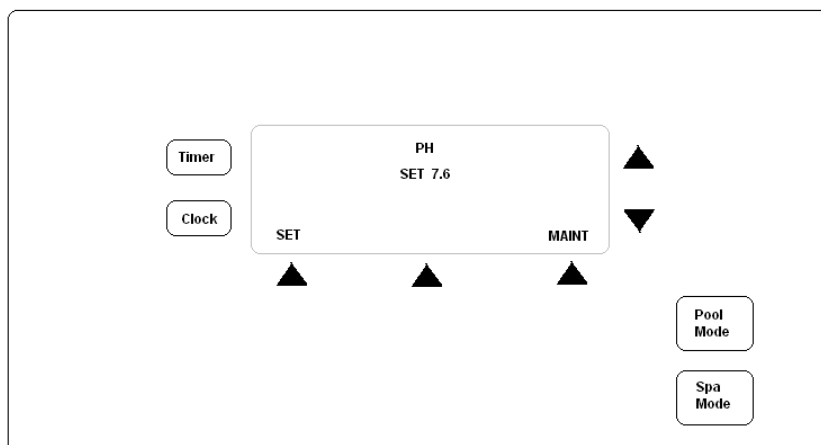 Timer
Clock
PH
SET 7.6
SET MAINT
Pool
Mode
Spa
Mode